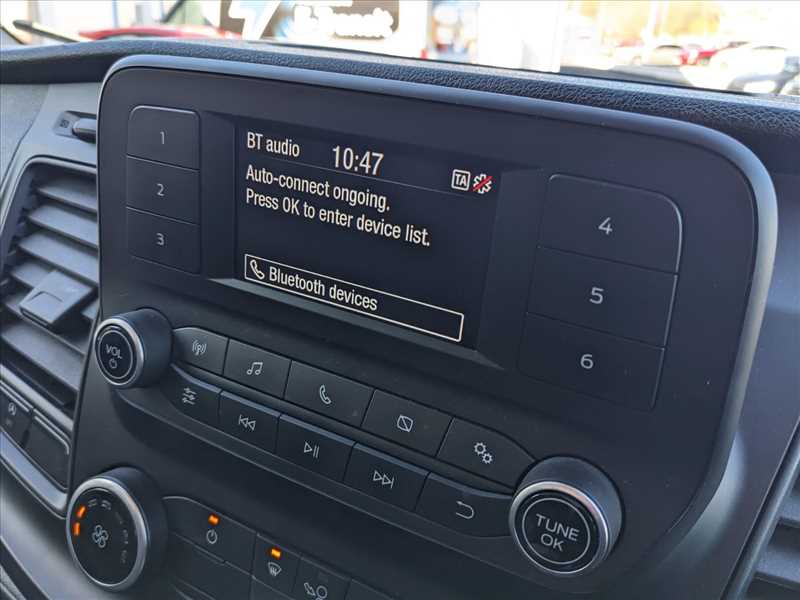 BT audio
10:47
TA
Auto-connect ongoing.
Press OK to enter device list.
Bluetooth devices
1
2
3
4
5
6
VOL
TUNE
OK